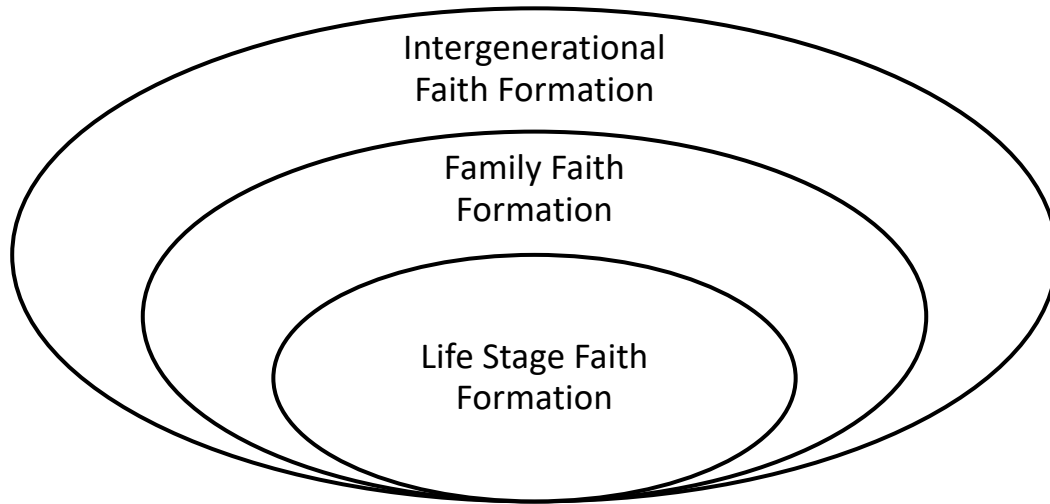 Intergenerational
Faith Formation
Family Faith
Formation
Life Stage Faith
Formation